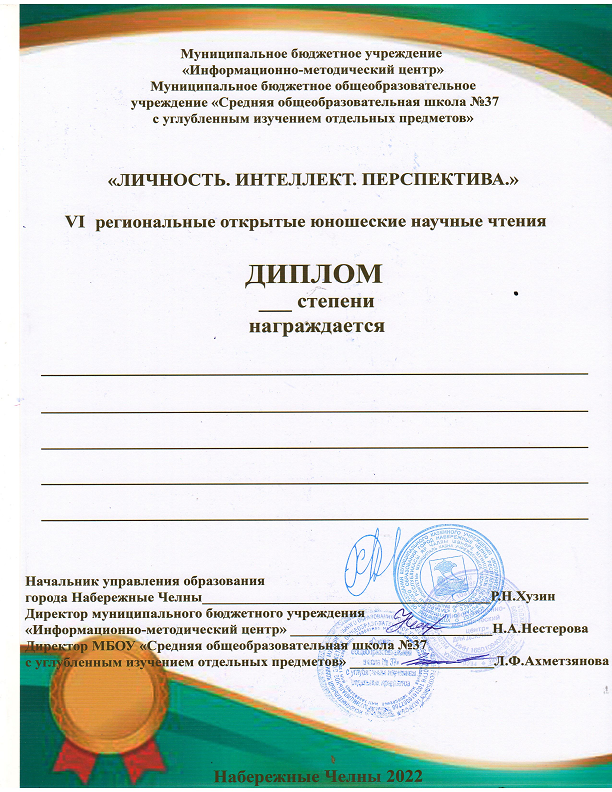 Муниципальное бюджетное учреждение
«Информационно-методический центр»
Муниципальное бюджетное общеобразовательное
учреждение «Средняя общеобразовательная школа №37
с углубленным изучением отдельных предметов»
«ЛИЧНОСТЬ. ИНТЕЛЛЕКТ. ПЕРСПЕКТИВА.»
VI региональные открытые юношеские научные чтения
ДИПЛОМ
___ степени
награждается
Начальник управления образования
города Набережные Челны Р.Н.Хузин
Директор муниципального бюджетного учреждения
«Информационно-методический центр» Н.А.Нестерова
Директор МБОУ «Средняя общеобразовательная школа №37
с углубленным изучением отдельных предметов» Л.Ф.Ахметзянова
Набережные Челны 2022